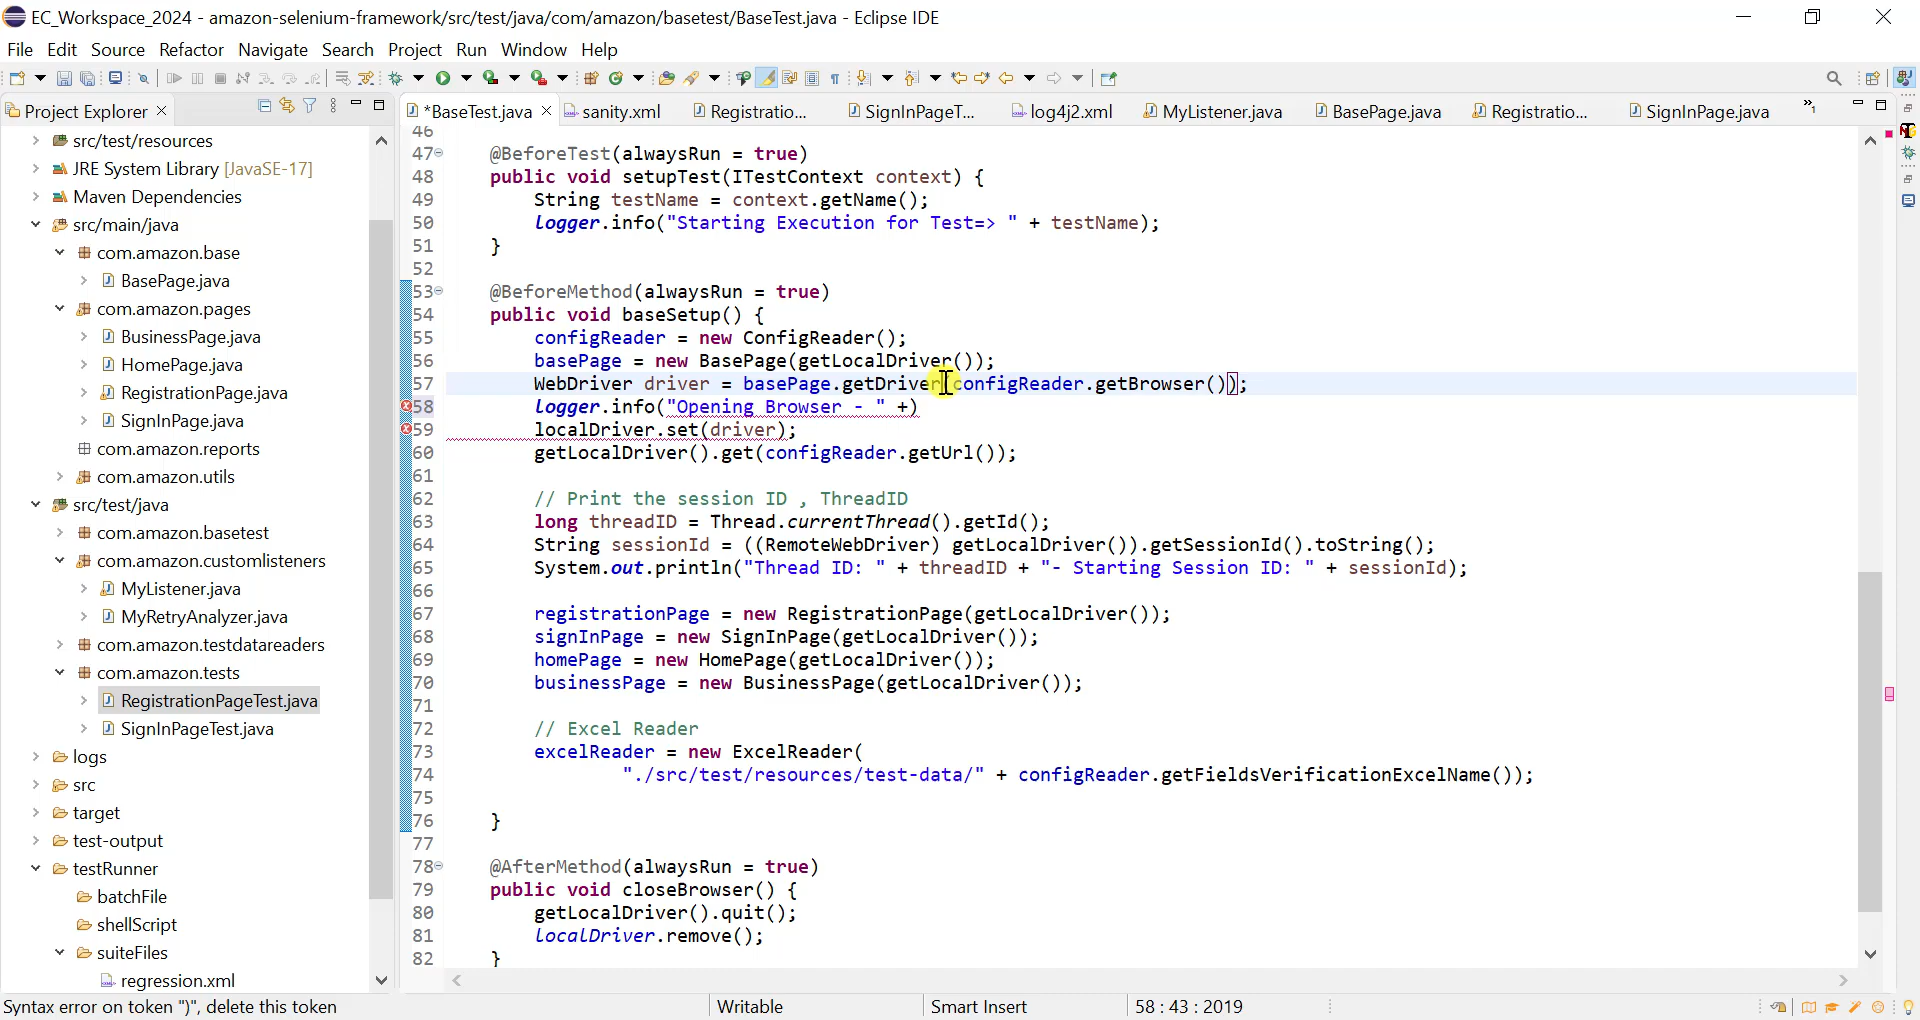 EC_Workspace_2024 - amazon-selenium-framework/src/test/java/com/amazon/basetest/BaseTest.java - Eclipse IDE
File Edit Source Refactor Navigate Search Project Run Window Help
Project Explorer
*BaseTest.java sanity.xml Registratio... SignInPageT... log4j2.xml MyListener.java BasePage.java Registratio... SignInPage.java
src/test/resources
JRE System Library [JavaSE-17]
Maven Dependencies
src/main/java
com.amazon.base
BasePage.java
com.amazon.pages
BusinessPage.java
HomePage.java
RegistrationPage.java
SignInPage.java
com.amazon.reports
com.amazon.utils
src/test/java
com.amazon.basetest
com.amazon.customlisteners
MyListener.java
MyRetryAnalyzer.java
com.amazon.testdatareaders
com.amazon.tests
RegistrationPageTest.java
SignInPageTest.java
logs
src
target
test-output
testRunner
batchFile
shellScript
suiteFiles
regression.xml
46
47 @BeforeTest(alwaysRun = true)
48 public void setupTest(ITestContext context) {
49 String testName = context.getName();
50 logger.info("Starting Execution for Test=> " + testName);
51 }
52
53 @BeforeMethod(alwaysRun = true)
54 public void baseSetup() {
55 configReader = new ConfigReader();
56 basePage = new BasePage(getLocalDriver());
57 WebDriver driver = basePage.getDriver(configReader.getBrowser());
58 logger.info("Opening Browser - " +)
59 localDriver.set(driver);
60 getLocalDriver().get(configReader.getUrl());
61
62 // Print the session ID , ThreadID
63 long threadID = Thread.currentThread().getId();
64 String sessionId = ((RemoteWebDriver) getLocalDriver()).getSessionId().toString();
65 System.out.println("Thread ID: " + threadID + "- Starting Session ID: " + sessionId);
66
67 registrationPage = new RegistrationPage(getLocalDriver());
68 signInPage = new SignInPage(getLocalDriver());
69 homePage = new HomePage(getLocalDriver());
70 businessPage = new BusinessPage(getLocalDriver());
71
72 // Excel Reader
73 excelReader = new ExcelReader(
74 "./src/test/resources/test-data/" + configReader.getFieldsVerificationExcelName());
75
76 }
77
78 @AfterMethod(alwaysRun = true)
79 public void closeBrowser() {
80 getLocalDriver().quit();
81 localDriver.remove();
82 }
Syntax error on token ")", delete this token Writable Smart Insert 58 : 43 : 2019